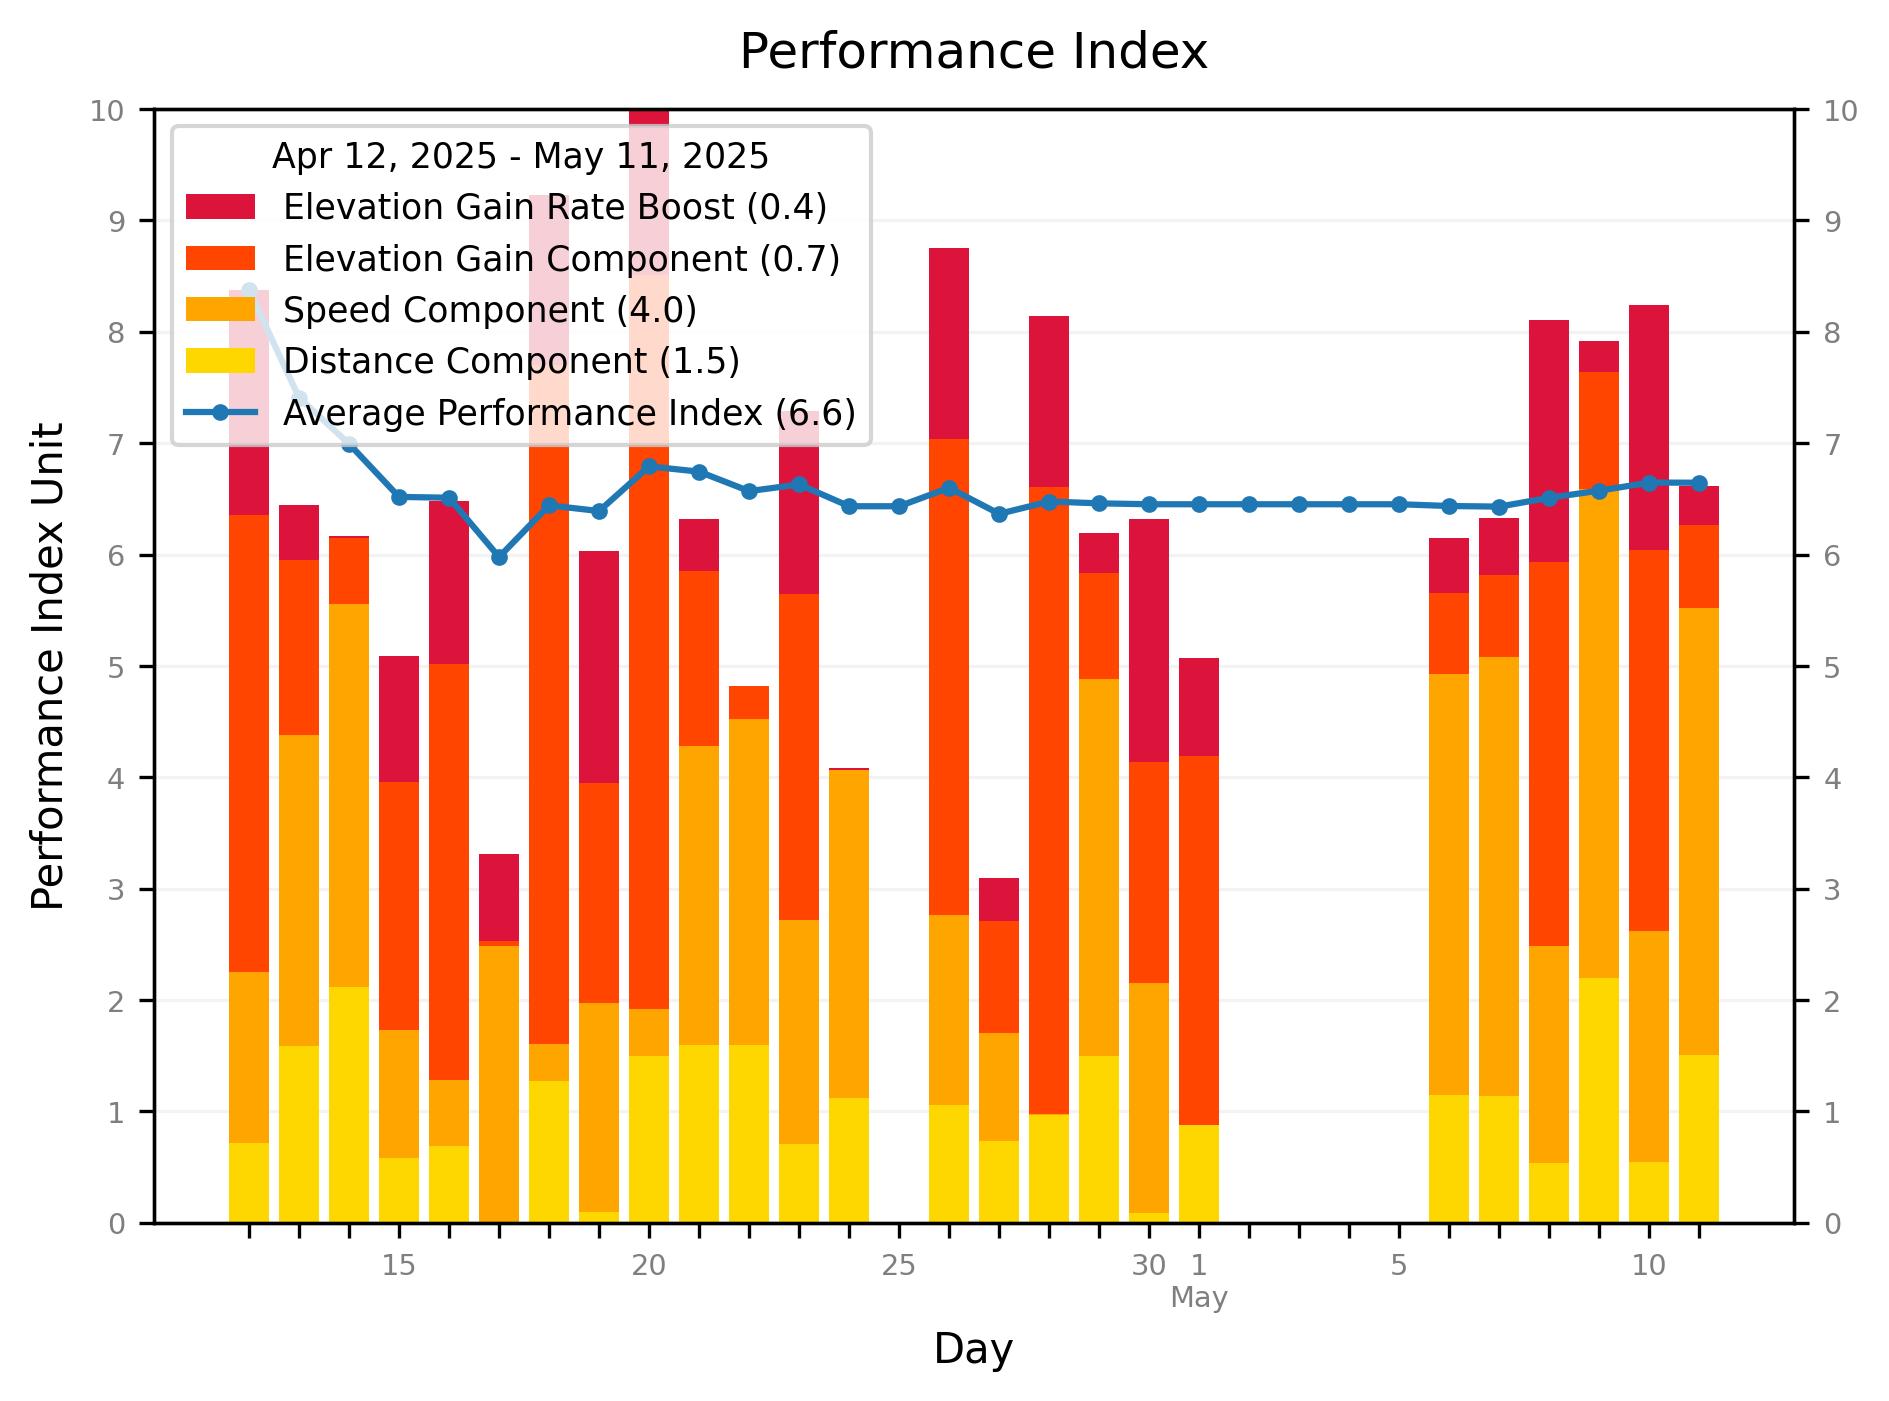 Performance Index
Apr 12, 2025 - May 11, 2025
Elevation Gain Rate Boost (0.4)
Elevation Gain Component (0.7)
Speed Component (4.0)
Distance Component (1.5)
Average Performance Index (6.6)
Performance Index Unit
10
9
8
7
6
5
4
3
2
1
0
10
9
8
7
6
5
4
3
2
1
0
15 20 25 30 1 5 10
May
Day